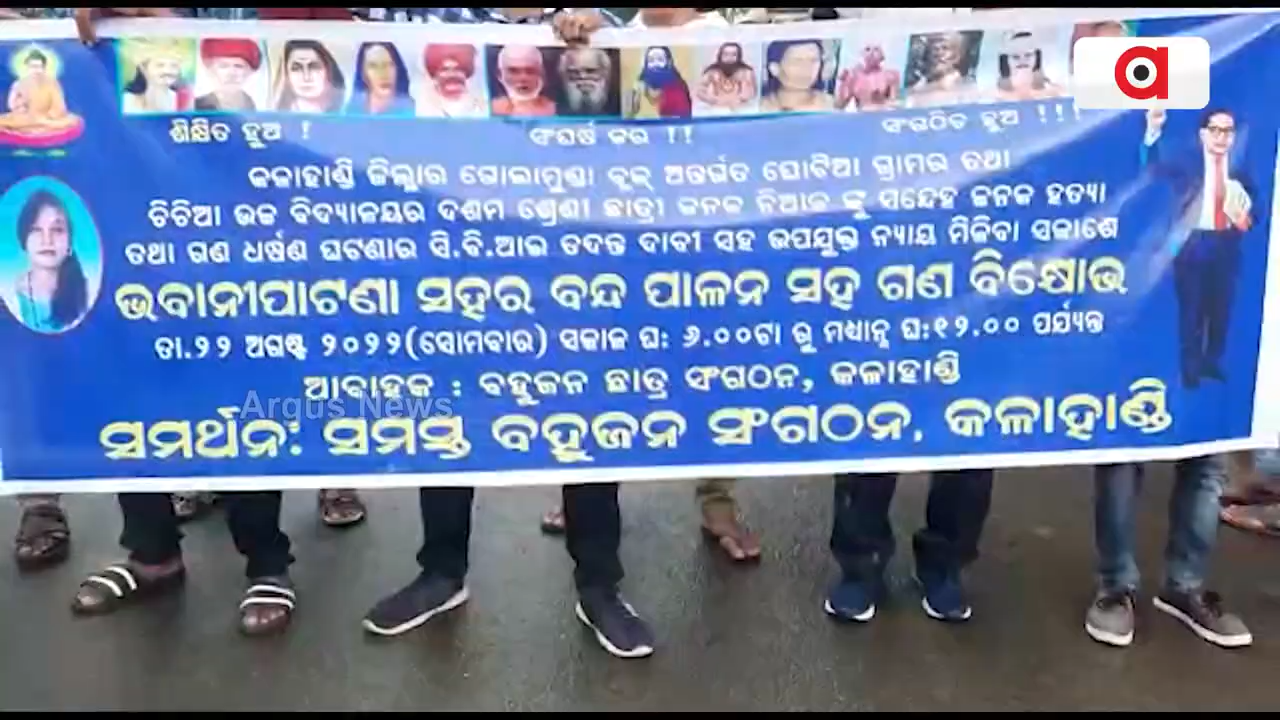 ଶିକ୍ଷିତ ହୁଅ ! ସଂଘର୍ଷ କର !! ସଂଗଠିତ ହୁଅ !!!
କଳାହାଣ୍ଡି ଜିଲ୍ଲାର ଗୋଲାମୁଣ୍ଡା ବ୍ଲକ୍ ଅନ୍ତର୍ଗତ ଘୋଟିଆ ଗ୍ରାମର ତଥା
ଚିଚିଆ ଉଚ୍ଚ ବିଦ୍ୟାଳୟର ଦଶମ ଶ୍ରେଣୀ ଛାତ୍ରୀ ଜନକ ନିଆଲ ଙ୍କୁ ସନ୍ଦେହ ଜନକ ହତ୍ୟା
ତଥା ଗଣ ଧର୍ଷଣ ଘଟଣାର ସି.ବି.ଆଇ ତଦନ୍ତ ଦାବୀ ସହ ଉପଯୁକ୍ତ ନ୍ୟାୟ ମିଳିବା ସକାଶେ
ଭବାନୀପାଟଣା ସହର ବନ୍ଦ ପାଳନ ସହ ଗଣ ବିକ୍ଷୋଭ
ତା.୨୨ ଅଗଷ୍ଟ ୨୦୨୨(ସୋମବାର) ସକାଳ ଘ: ୬.୦୦ଟା ରୁ ମଧ୍ୟାହ୍ନ ଘ:୧୨.୦୦ ପର୍ଯ୍ୟନ୍ତ
ଆବାହକ : ବହୁଜନ ଛାତ୍ର ସଂଗଠନ, କଳାହାଣ୍ଡି
Argus News
ସମର୍ଥନ: ସମସ୍ତ ବହୁଜନ ସଂଗଠନ, କଳାହାଣ୍ଡି